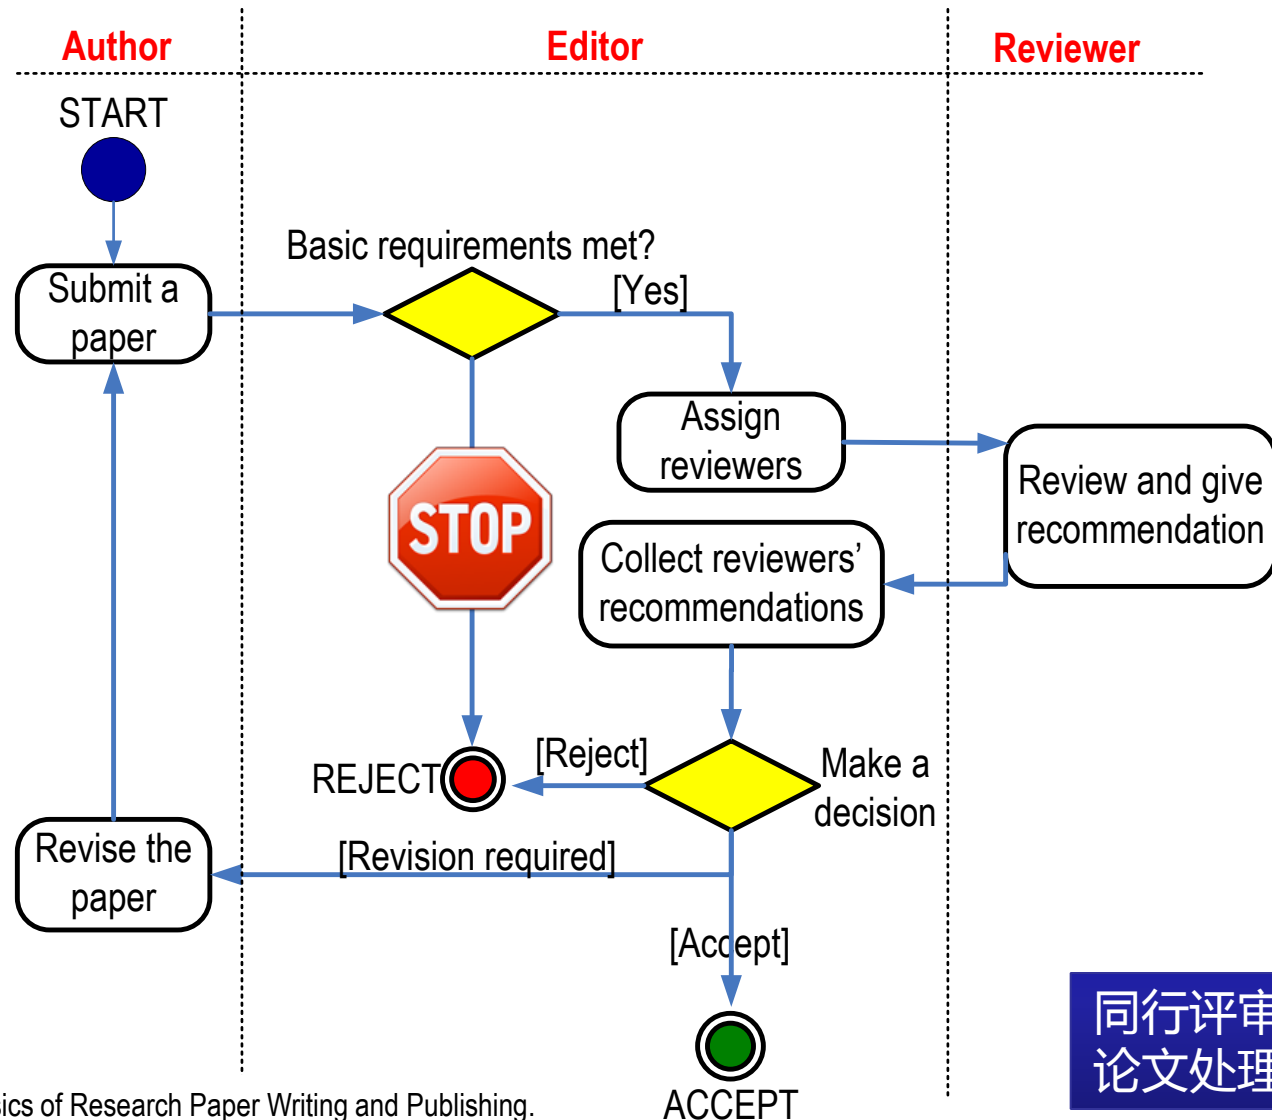 Author
Editor
Reviewer
START
Basic requirements met?
[Yes]
Submit a
paper
Assign
reviewers
Review and give
recommendation
STOP
Collect reviewers’
recommendations
[Reject]
REJECT
Make a
decision
Revise the
paper
[Revision required]
[Accept]
ACCEPT
同行评审
论文处理
of Research Paper Writing and Publishing.